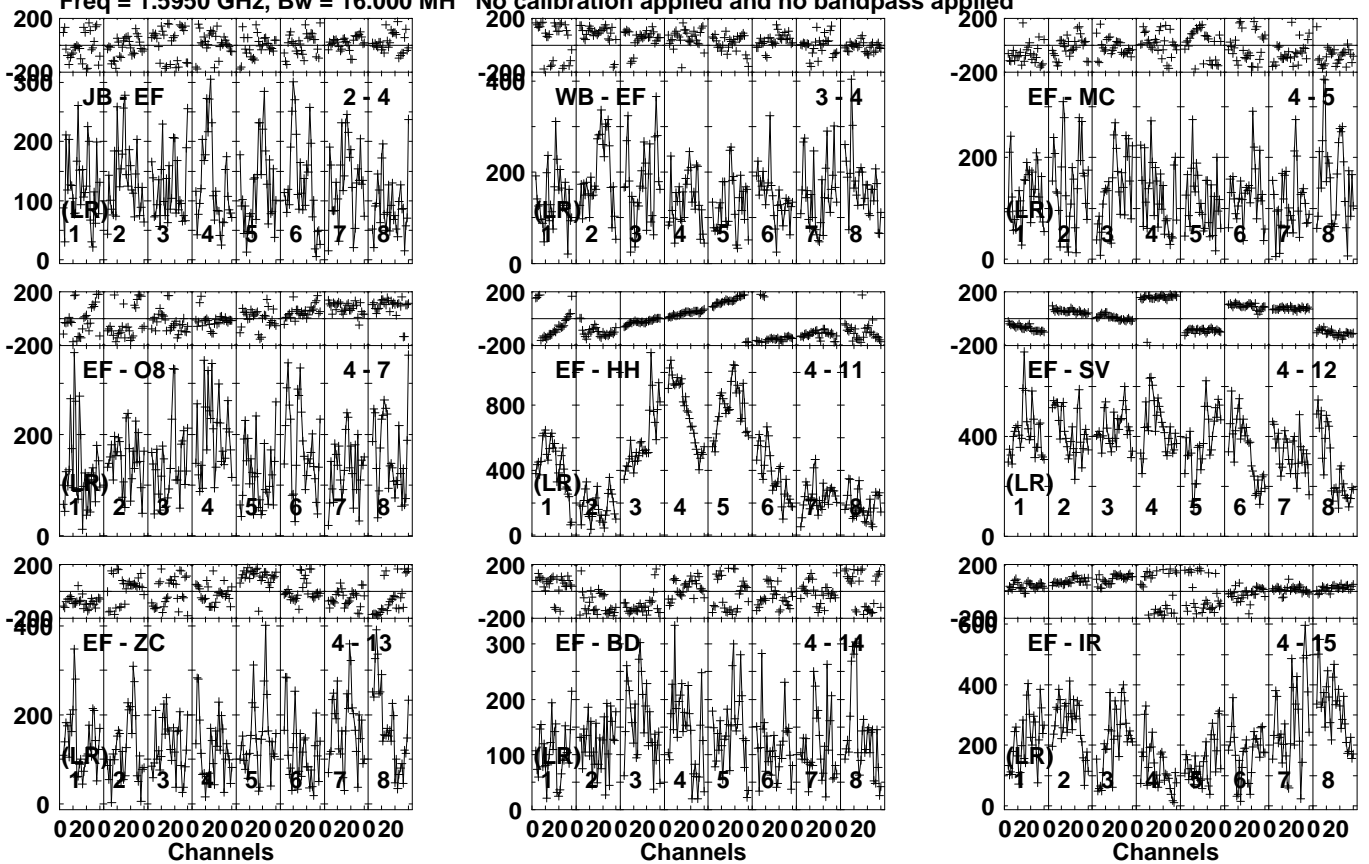 Freq = 1.5950 GHz, Bw = 16.000 MH No calibration applied and no bandpass applied
200 200 200
-200 -200 -200
300 JB - EF 2 - 4 400 WB - EF 3 - 4 EF - MC 4 - 5
200 200 200
100
(LR) (LR) (LR)
1 2 3 4 5 6 7 8 1 2 3 4 5 6 7 8 1 2 3 4 5 6 7 8
0 0 0
200 200 200
-200 -200 -200
EF - O8 4 - 7 EF - HH 4 - 11 EF - SV 4 - 12
200 800 400
400
(LR) (LR) (LR)
1 2 3 4 5 6 7 8 1 2 3 4 5 6 7 8 1 2 3 4 5 6 7 8
0 0 0
200 200 200
-200 -200 -200
400 EF - ZC 4 - 13 300 EF - BD 4 - 14 600 EF - IR 4 - 15
200 200 400
100 200
(LR) (LR) (LR)
1 2 3 4 5 6 7 8 1 2 3 4 5 6 7 8 1 2 3 4 5 6 7 8
0 0 0
0 20 0 20 0 20 0 20 0 20 0 20 0 20 0 20 0 20 0 20 0 20 0 20 0 20 0 20 0 20 0 20 0 20 0 20 0 20 0 20 0 20 0 20 0 20 0 20
Channels Channels Channels